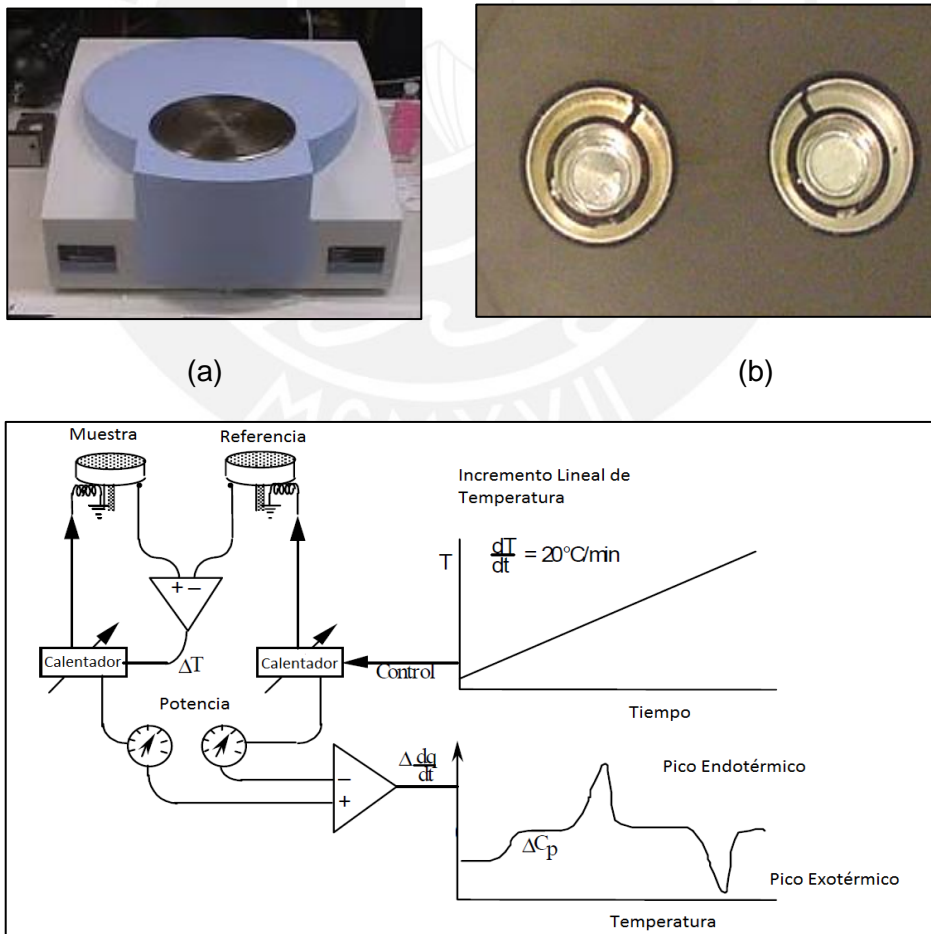 (a)
(b)
MCMXVII
Muestra
Referencia
Incremento Lineal de
Temperatura
T
dT/dt = 20°C/min
+ −
Calentador
Calentador
ΔT
Control
Potencia
Tiempo
Δ dq/dt
−
+
Pico Endotérmico
ΔCp
Pico Exotérmico
Temperatura